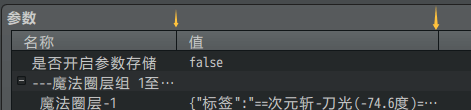 参数
名称 值
是否开启参数存储 false
---魔法圈层组 1至…
魔法圈层-1 {"标签":"==次元斩-刀光(-74.6度)=…